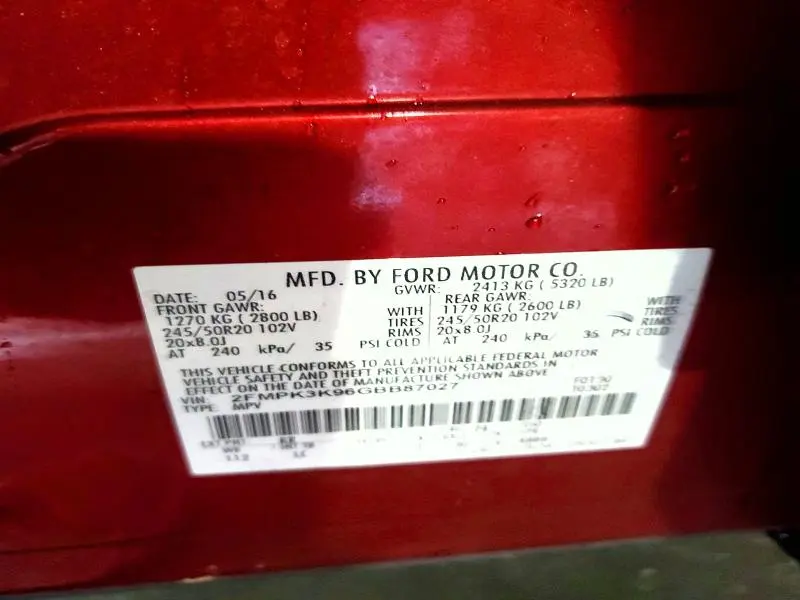 MFD. BY FORD MOTOR CO.
DATE: 05/16 GVWR: 2413 KG ( 5320 LB)
FRONT GAWR: REAR GAWR:
1270 KG ( 2800 LB) WITH 1179 KG ( 2600 LB) WITH
245/50R20 102V TIRES 245/50R20 102V TIRES
20x8.0J RIMS 20x8.0J RIMS
AT 240 kPa/ 35 PSI COLD AT 240 kPa/ 35 PSI COLD
THIS VEHICLE CONFORMS TO ALL APPLICABLE FEDERAL MOTOR
VEHICLE SAFETY AND THEFT PREVENTION STANDARDS IN
EFFECT ON THE DATE OF MANUFACTURE SHOWN ABOVE
VIN: 2FMPK3K96GBB87027
TYPE: MPV
EXT PNT
112